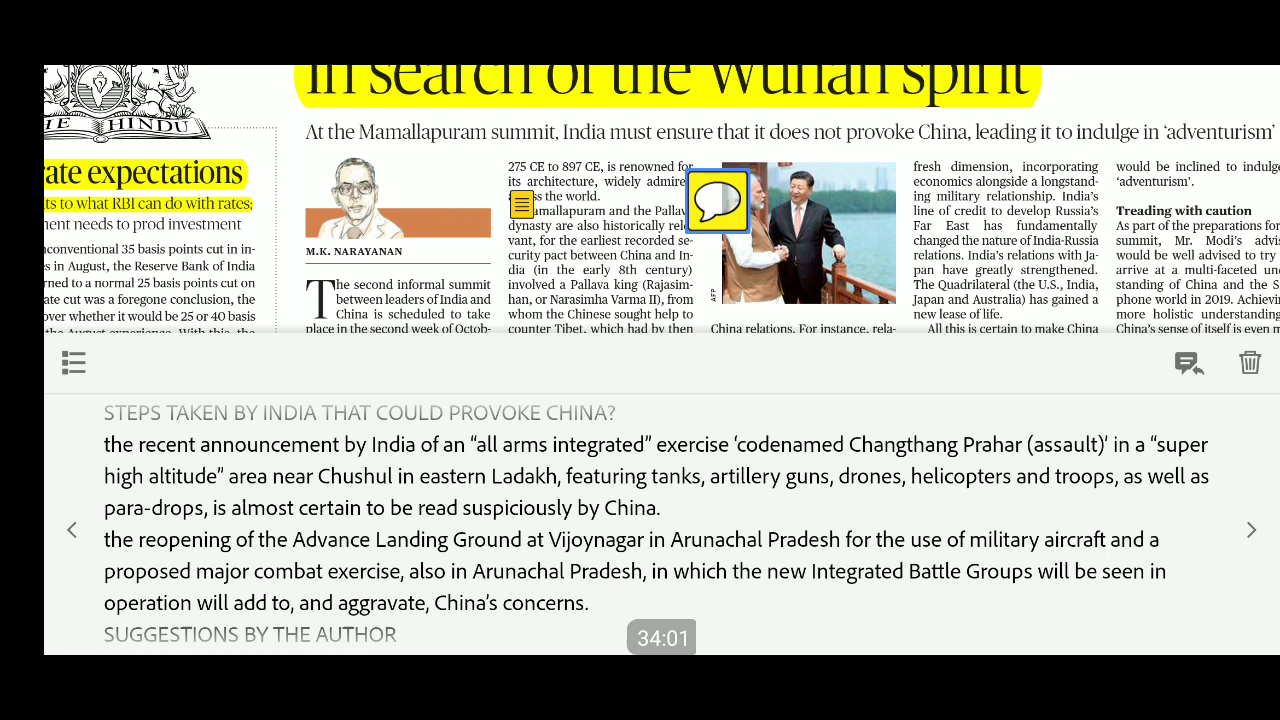 In search of the Wuhan spirit
THE HINDU
At the Mamallapuram summit, India must ensure that it does not provoke China, leading it to indulge in ‘adventurism’
rate expectations
its to what RBI can do with rates;
ment needs to prod investment
nconventional 35 basis points cut in in-
es in August, the Reserve Bank of India
rned to a normal 25 basis points cut on
ate cut was a foregone conclusion, the
over whether it would be 25 or 40 basis
the August experience. With this, the
M.K. NARAYANAN
The second informal summit
between leaders of India and
China is scheduled to take
place in the second week of Octob-
275 CE to 897 CE, is renowned for
its architecture, widely admired
across the world.
Mamallapuram and the Pallava
dynasty are also historically rele-
vant, for the earliest recorded se-
curity pact between China and In-
dia (in the early 8th century)
involved a Pallava king (Rajasim-
han, or Narasimha Varma II), from
whom the Chinese sought help to
counter Tibet, which had by then
AFP
China relations. For instance, rela-
fresh dimension, incorporating
economics alongside a longstand-
ing military relationship. India’s
line of credit to develop Russia’s
Far East has fundamentally
changed the nature of India-Russia
relations. India’s relations with Ja-
pan have greatly strengthened.
The Quadrilateral (the U.S., India,
Japan and Australia) has gained a
new lease of life.
All this is certain to make China
would be inclined to indulge
‘adventurism’.
Treading with caution
As part of the preparations for
summit, Mr. Modi’s advi
would be well advised to try
arrive at a multi-faceted un
standing of China and the S
phone world in 2019. Achievi
more holistic understanding
China’s sense of itself is even m
STEPS TAKEN BY INDIA THAT COULD PROVOKE CHINA?
the recent announcement by India of an “all arms integrated” exercise ‘codenamed Changthang Prahar (assault)’ in a “super
high altitude” area near Chushul in eastern Ladakh, featuring tanks, artillery guns, drones, helicopters and troops, as well as
para-drops, is almost certain to be read suspiciously by China.
the reopening of the Advance Landing Ground at Vijoynagar in Arunachal Pradesh for the use of military aircraft and a
proposed major combat exercise, also in Arunachal Pradesh, in which the new Integrated Battle Groups will be seen in
operation will add to, and aggravate, China’s concerns.
SUGGESTIONS BY THE AUTHOR
34:01